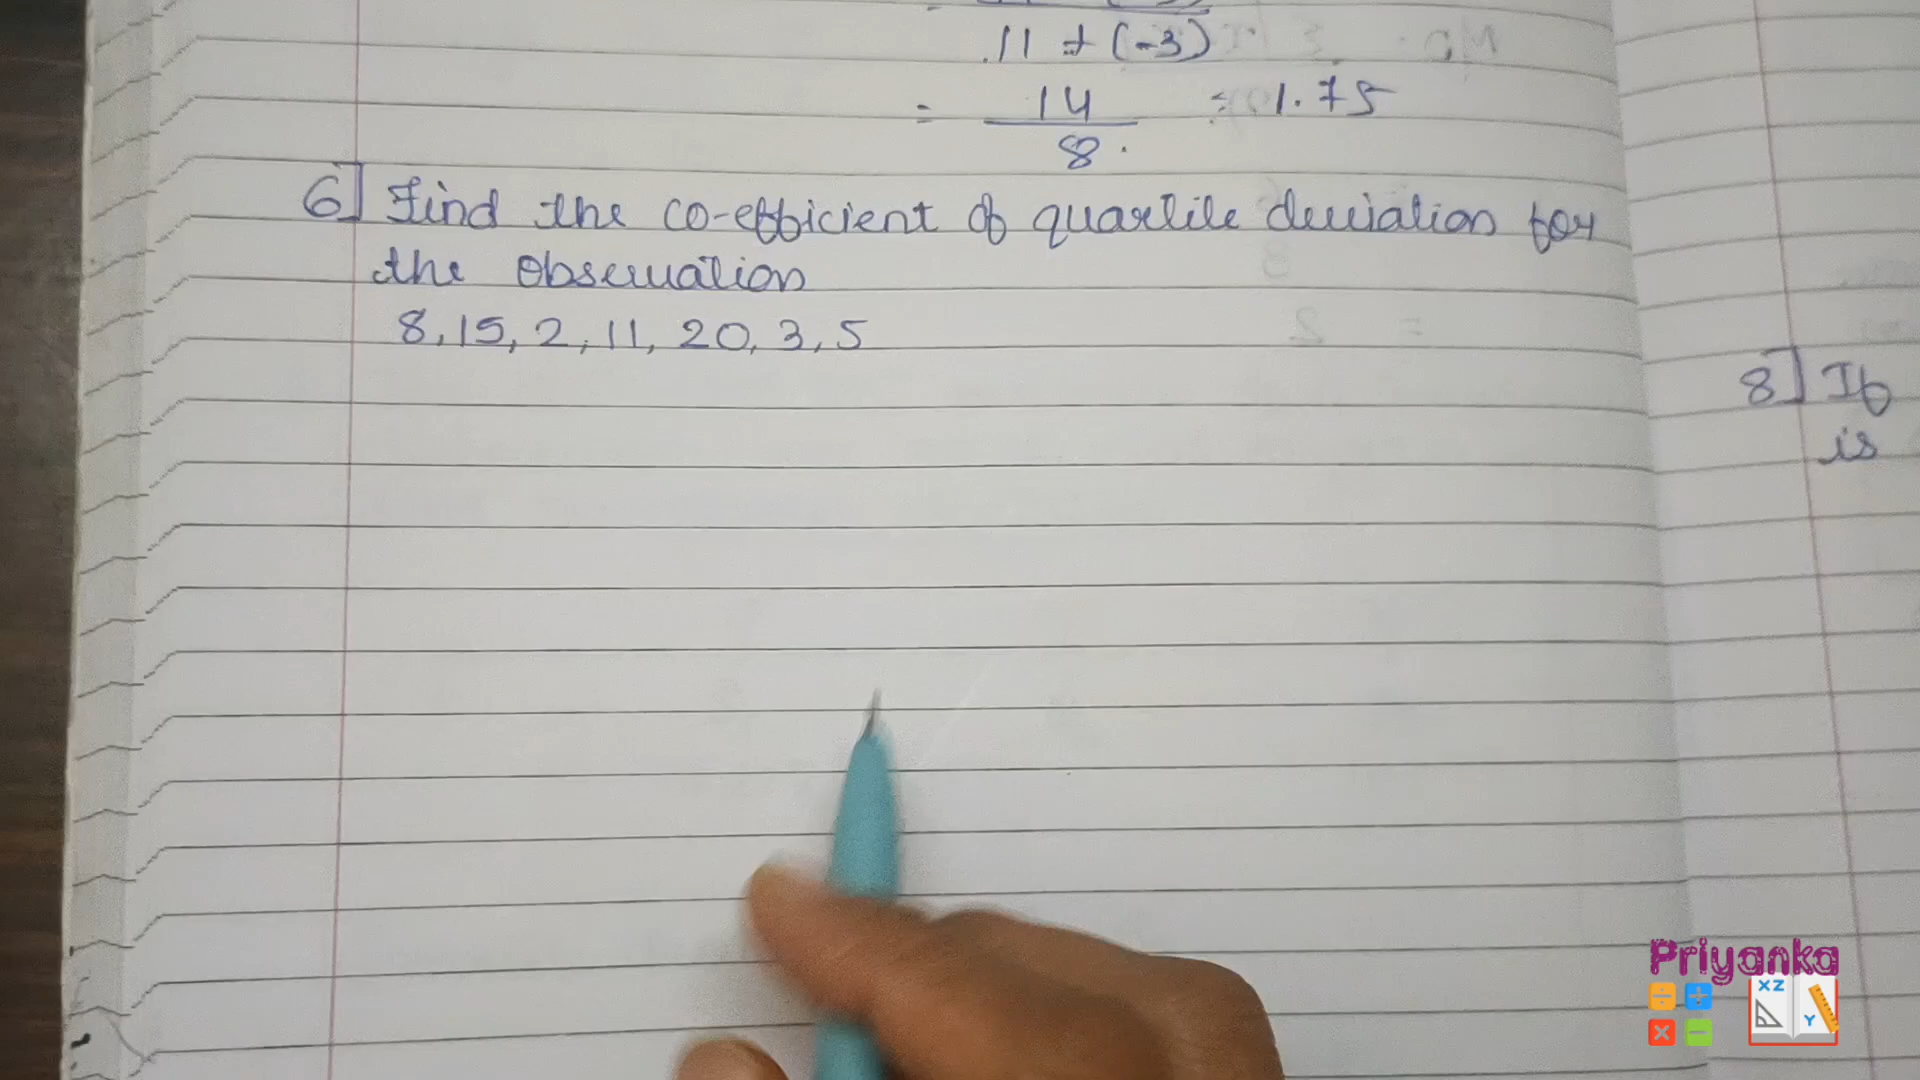 11 + (-3)
= 14 = 1.75
8
6] Find the co-efficient of quartile deviation for
the observation
8, 15, 2, 11, 20, 3, 5
8] If
is
Priyanka
XZ
Y